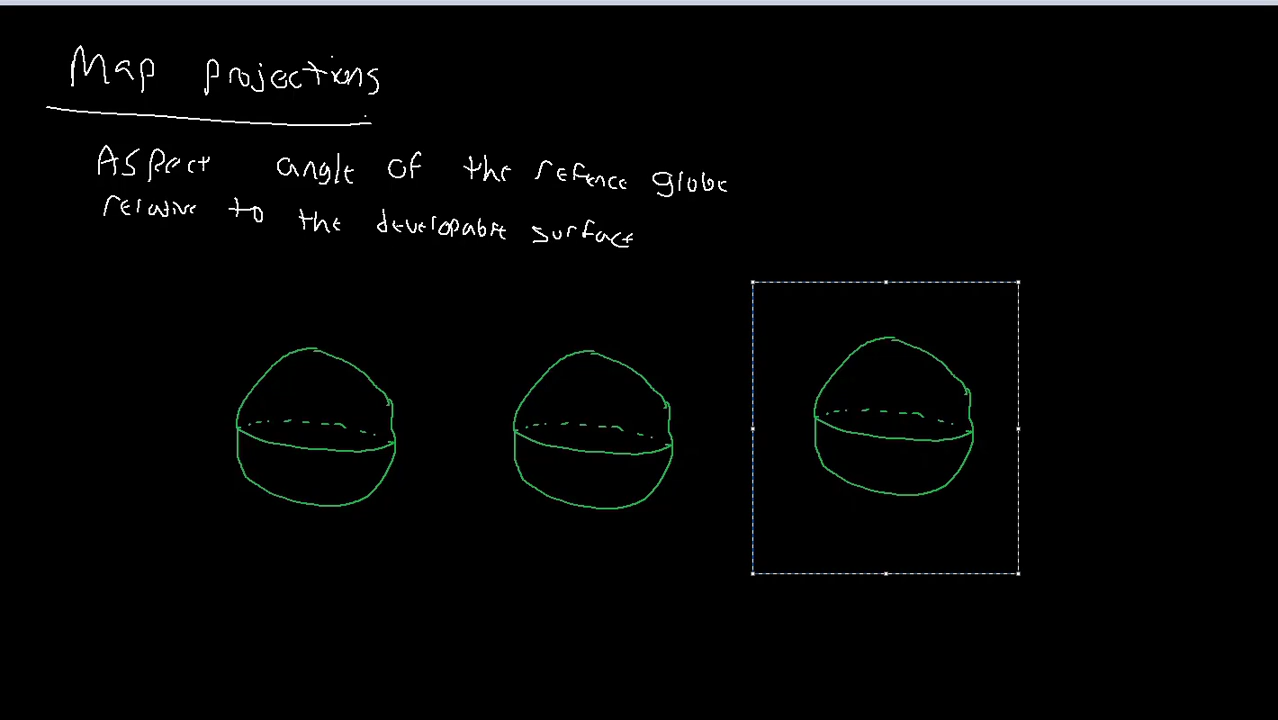 Map projections
Aspect angle of the refence globe
relative to the developable surface